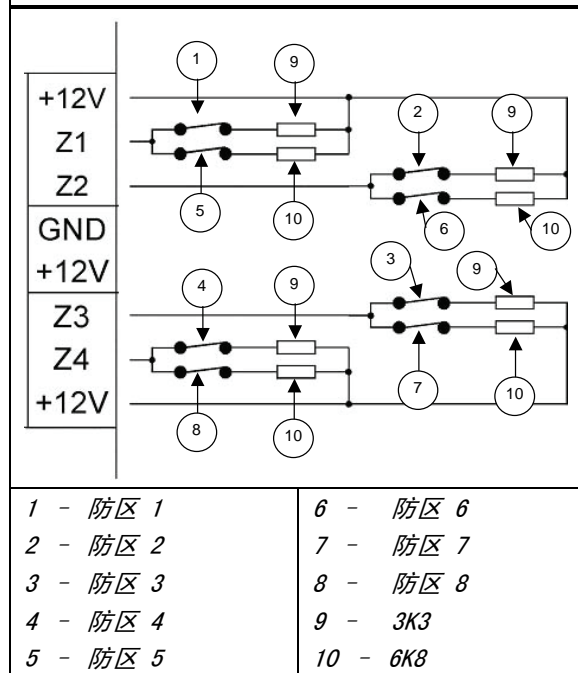 1
9
+12V
2
9
Z1
Z2
5
10
6
10
GND
+12V
3
9
4
9
Z3
Z4
7
10
+12V
8
10
1 - 防区 1
2 - 防区 2
3 - 防区 3
4 - 防区 4
5 - 防区 5
6 - 防区 6
7 - 防区 7
8 - 防区 8
9 - 3K3
10 - 6K8